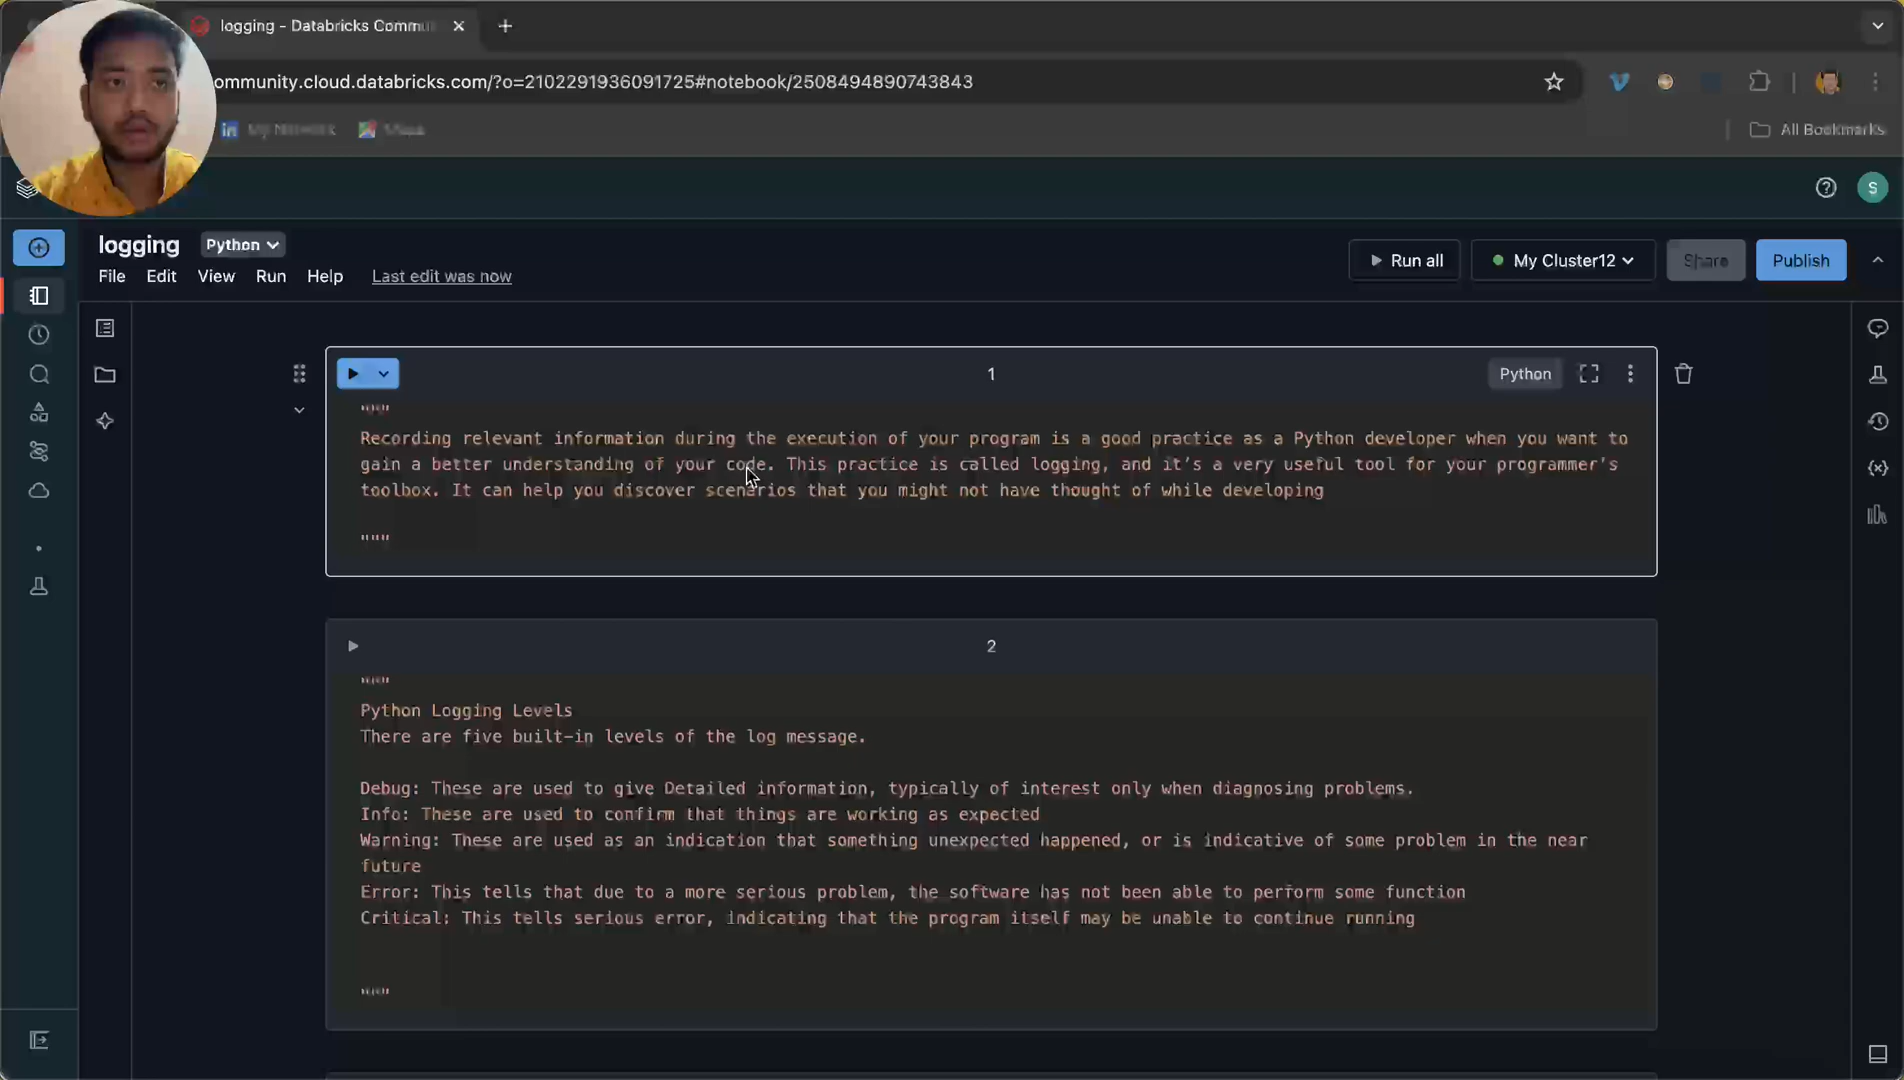 logging - Databricks Commu
ommunity.cloud.databricks.com/?o=2102291936091725#notebook/2508494890743843
My Network
Maps
All Bookmarks
S
logging
Python
File
Edit
View
Run
Help
Last edit was now
Run all
My Cluster12
Share
Publish
1
Python
"""
Recording relevant information during the execution of your program is a good practice as a Python developer when you want to
gain a better understanding of your code. This practice is called logging, and it's a very useful tool for your programmer's
toolbox. It can help you discover scenarios that you might not have thought of while developing
"""
2
"""
Python Logging Levels
There are five built-in levels of the log message.
Debug: These are used to give Detailed information, typically of interest only when diagnosing problems.
Info: These are used to confirm that things are working as expected
Warning: These are used as an indication that something unexpected happened, or is indicative of some problem in the near
future
Error: This tells that due to a more serious problem, the software has not been able to perform some function
Critical: This tells serious error, indicating that the program itself may be unable to continue running
"""